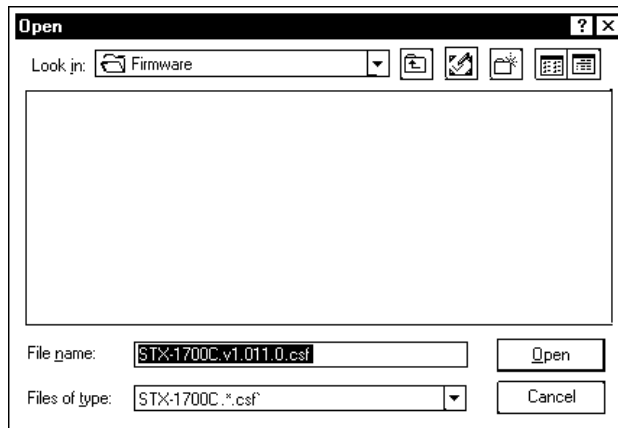 Open
Look in: Firmware
File name: STX-1700C.v1.011.0.csf
Open
Files of type: STX-1700C.*.csf`
Cancel